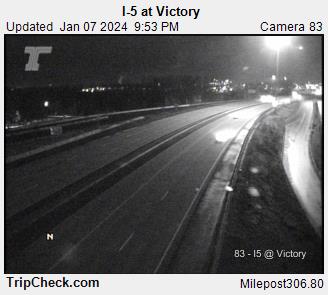 I-5 at Victory
Updated Jan 07 2024 9:53 PM Camera 83
N
83 - I5 @ Victory
TripCheck.com Milepost306.80